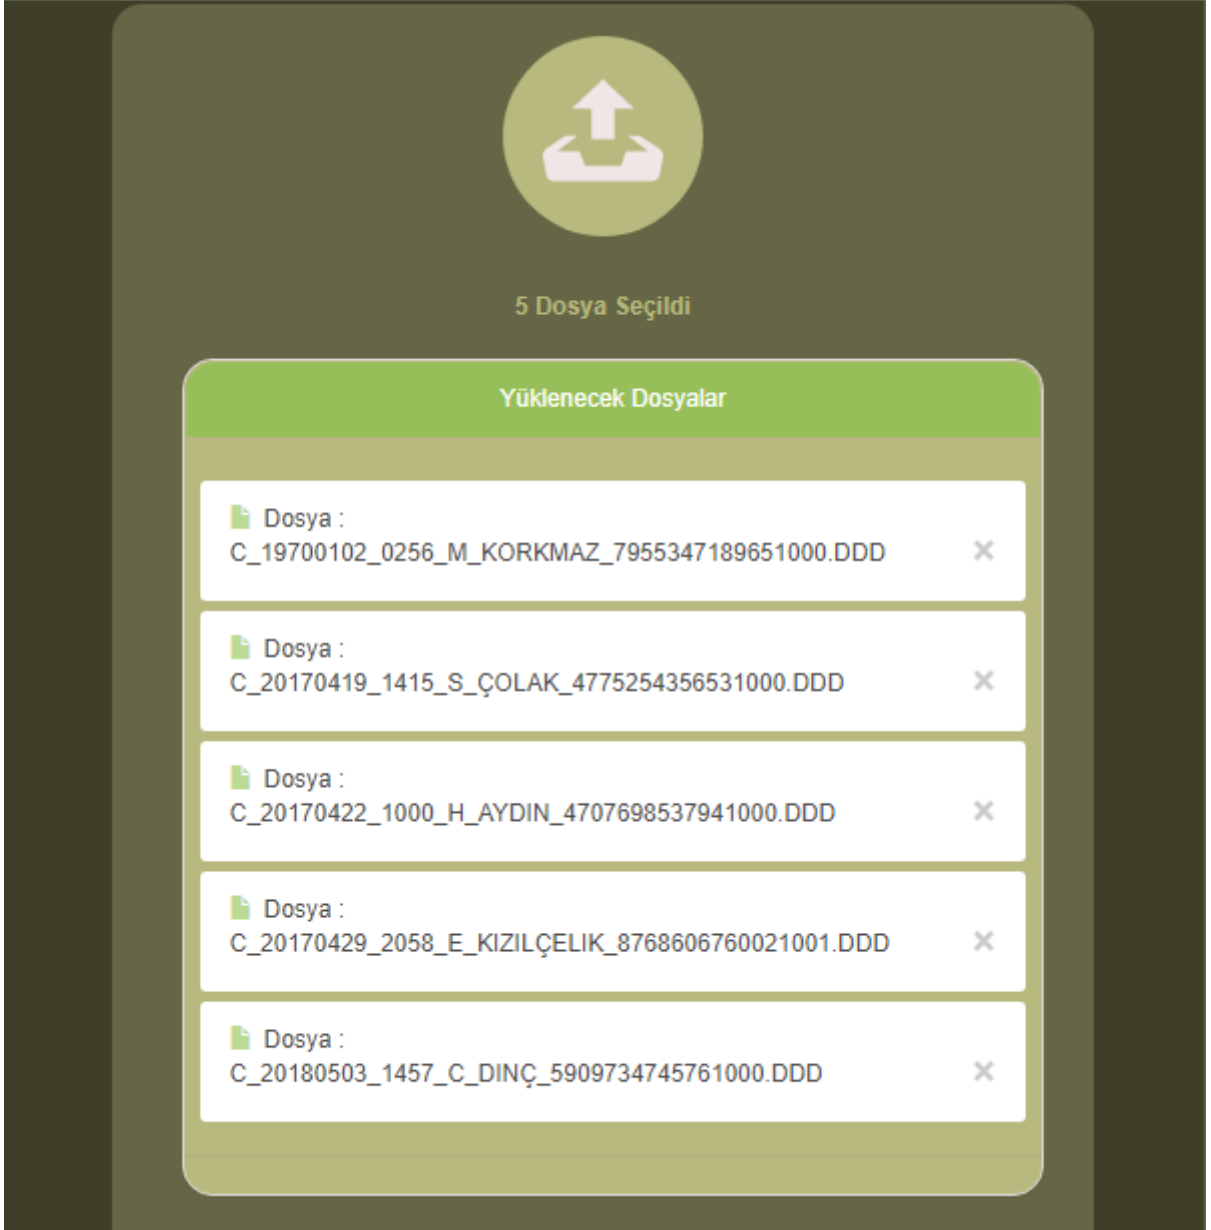 5 Dosya Seçildi
Yüklenecek Dosyalar
Dosya :
C_19700102_0256_M_KORKMAZ_7955347189651000.DDD
Dosya :
C_20170419_1415_S_ÇOLAK_4775254356531000.DDD
Dosya :
C_20170422_1000_H_AYDIN_4707698537941000.DDD
Dosya :
C_20170429_2058_E_KIZILÇELIK_8768606760021001.DDD
Dosya :
C_20180503_1457_C_DINÇ_5909734745761000.DDD